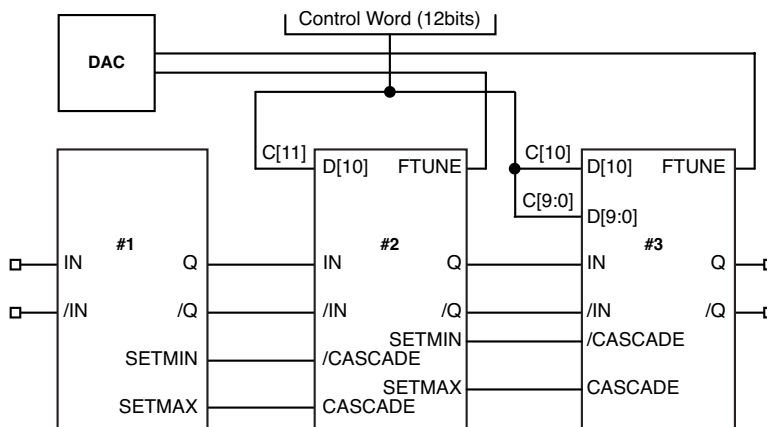 Control Word (12bits)
DAC
C[11]
C[10]
D[10]
FTUNE
D[10]
FTUNE
C[9:0]
D[9:0]
#1
#2
#3
IN
Q
IN
Q
IN
Q
/IN
/Q
/IN
/Q
/IN
/Q
SETMIN
/CASCADE
SETMIN
/CASCADE
SETMAX
CASCADE
SETMAX
CASCADE